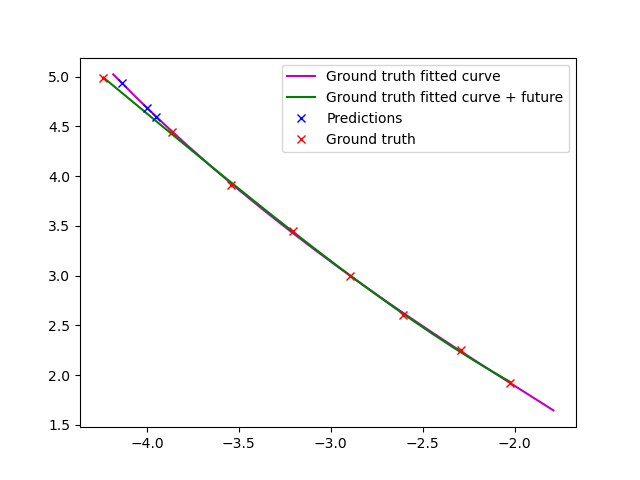 Ground truth fitted curve
Ground truth fitted curve + future
Predictions
Ground truth
5.0
4.5
4.0
3.5
3.0
2.5
2.0
1.5
−4.0 −3.5 −3.0 −2.5 −2.0